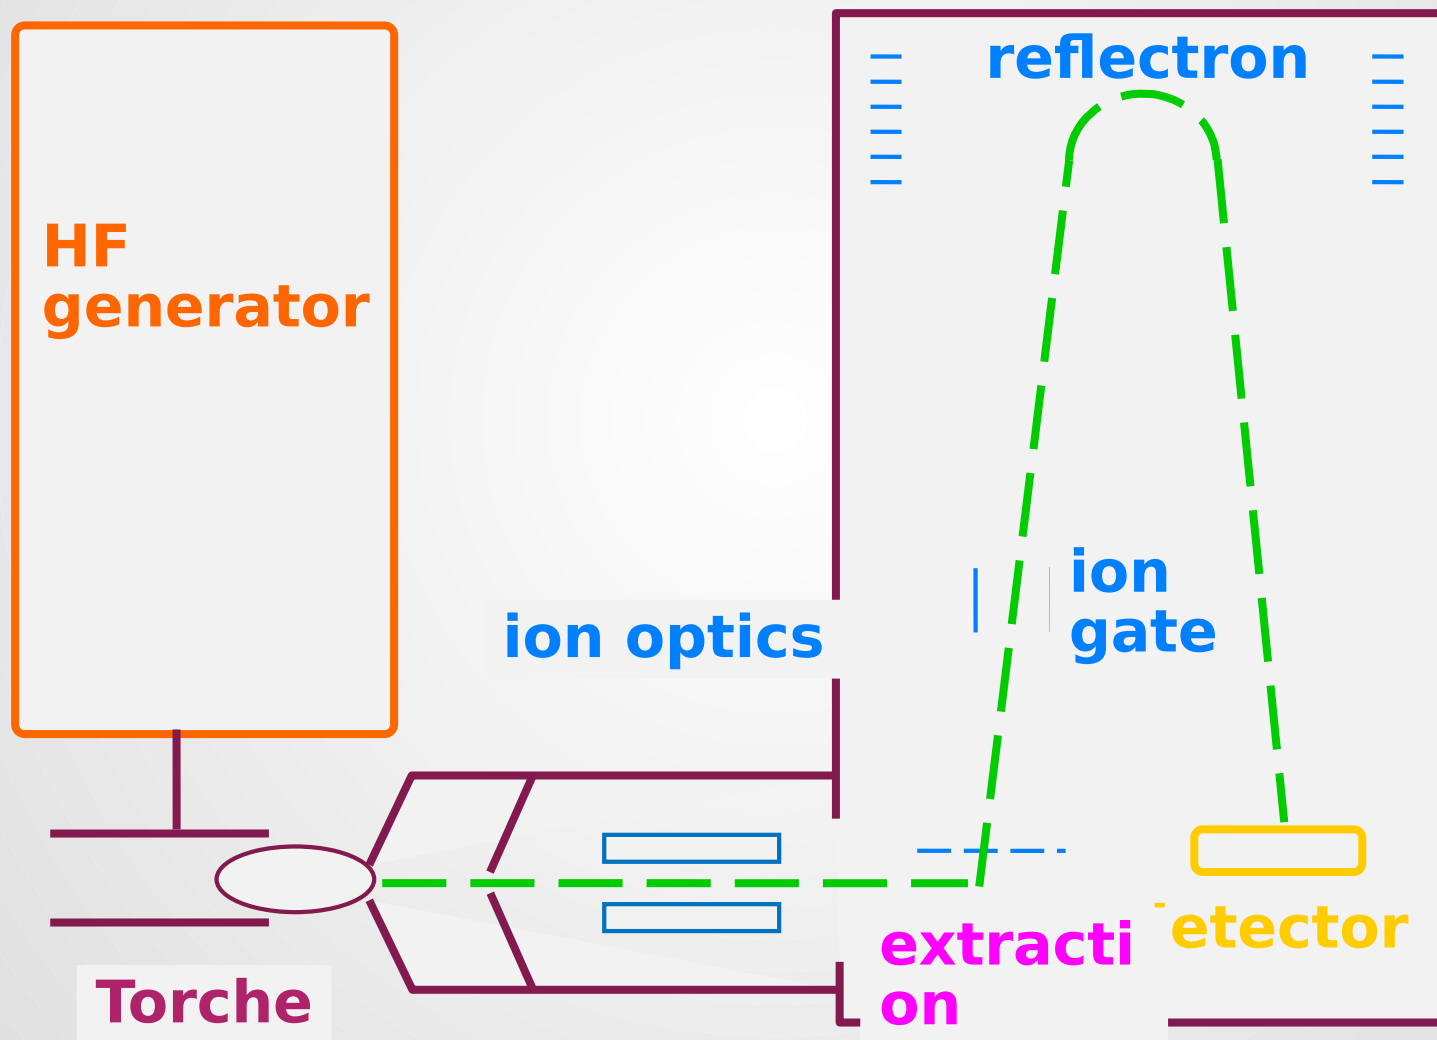 reflectron
HF
generator
ion
gate
ion optics
etector
extracti
on
Torche